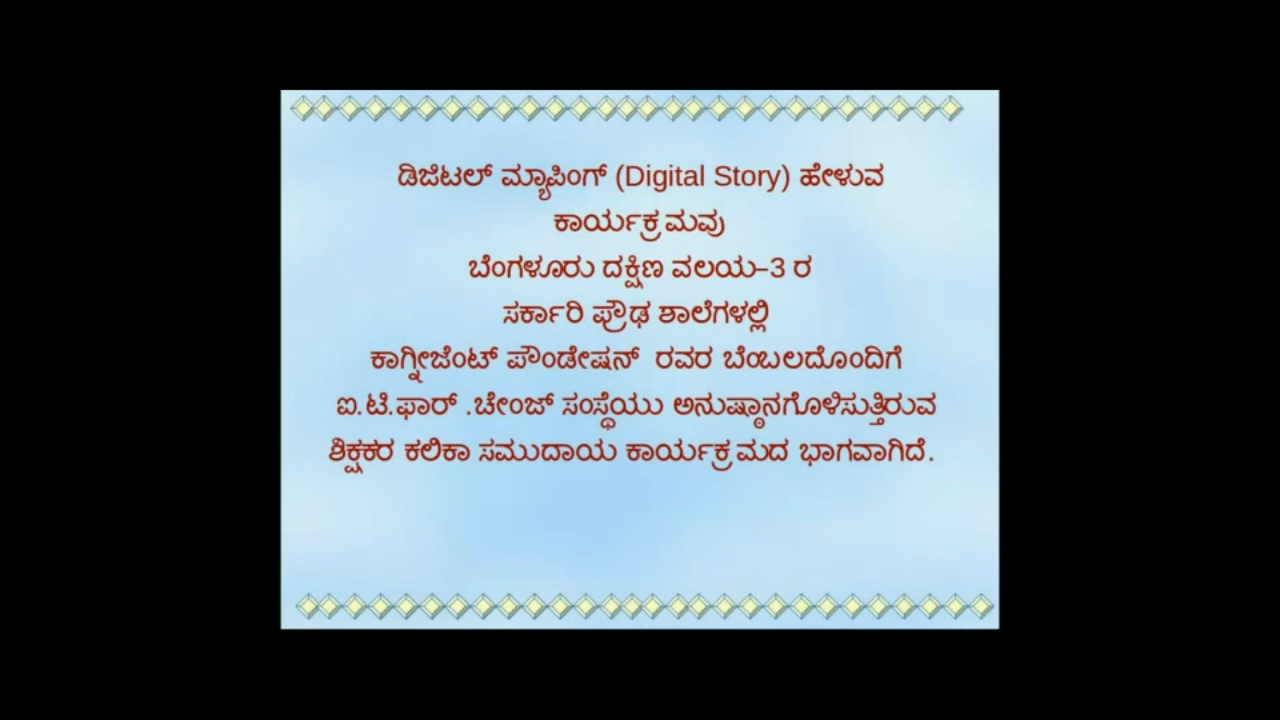 ಡಿಜಿಟಲ್ ಮ್ಯಾಪಿಂಗ್ (Digital Story) ಹೇಳುವ
ಕಾರ್ಯಕ್ರಮವು
ಬೆಂಗಳೂರು ದಕ್ಷಿಣ ವಲಯ–3 ರ
ಸರ್ಕಾರಿ ಪ್ರೌಢ ಶಾಲೆಗಳಲ್ಲಿ
ಕಾಗ್ನೀಜೆಂಟ್ ಪೌಂಡೇಷನ್ ರವರ ಬೆಂಬಲದೊಂದಿಗೆ
ಐ.ಟಿ.ಫಾರ್ .ಚೇಂಜ್ ಸಂಸ್ಥೆಯು ಅನುಷ್ಠಾನಗೊಳಿಸುತ್ತಿರುವ
ಶಿಕ್ಷಕರ ಕಲಿಕಾ ಸಮುದಾಯ ಕಾರ್ಯಕ್ರಮದ ಭಾಗವಾಗಿದೆ.